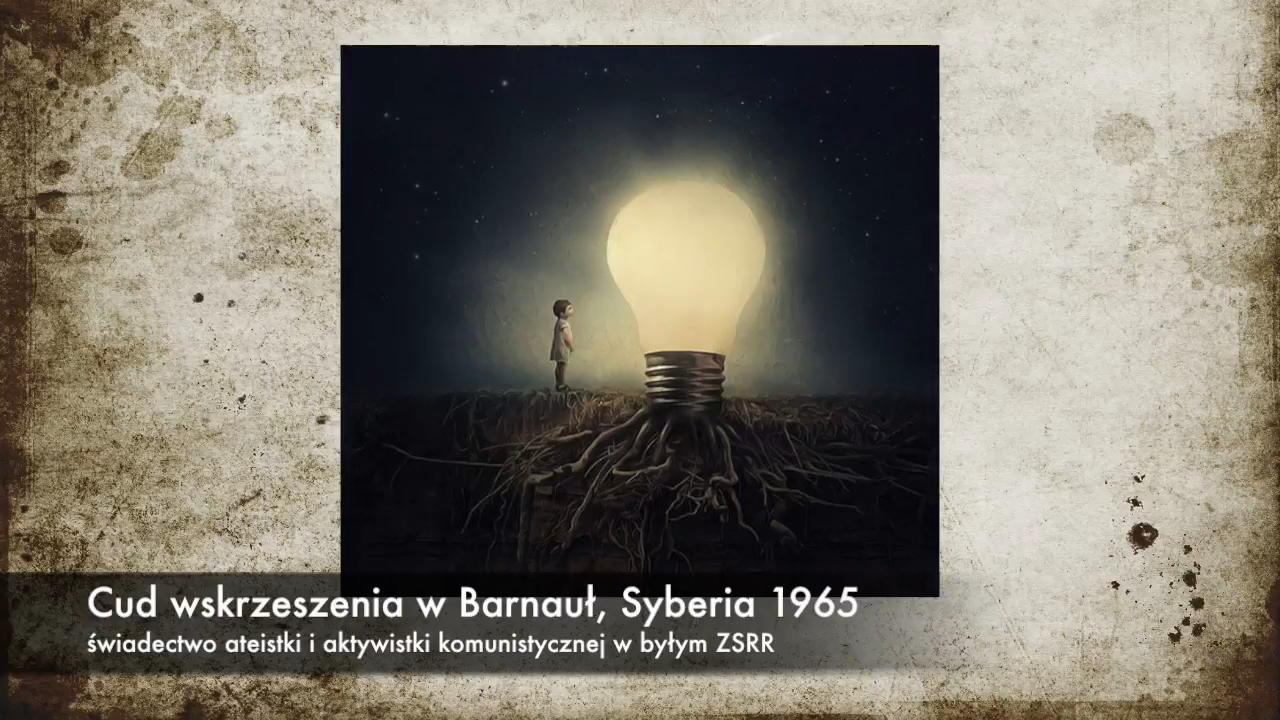 Cud wskrzeszenia w Barnauł, Syberia 1965
świadectwo ateistki i aktywistki komunistycznej w byłym ZSRR